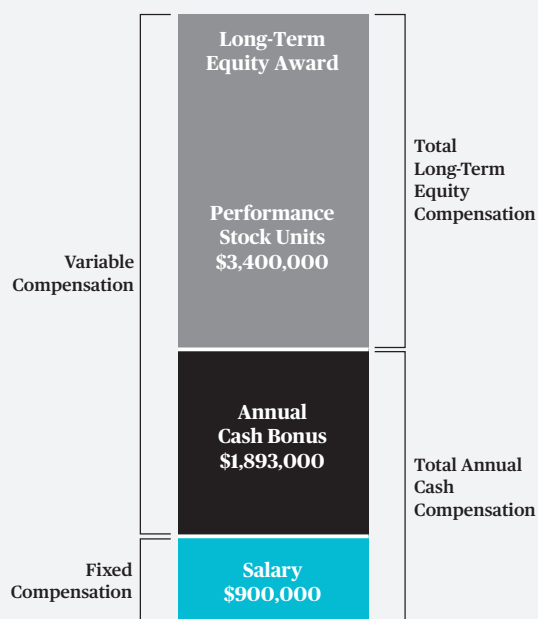 Long-Term
Equity Award
Total
Long-Term
Equity
Compensation
Performance
Stock Units
$3,400,000
Variable
Compensation
Annual
Cash Bonus
$1,893,000
Total Annual
Cash
Compensation
Fixed
Compensation
Salary
$900,000